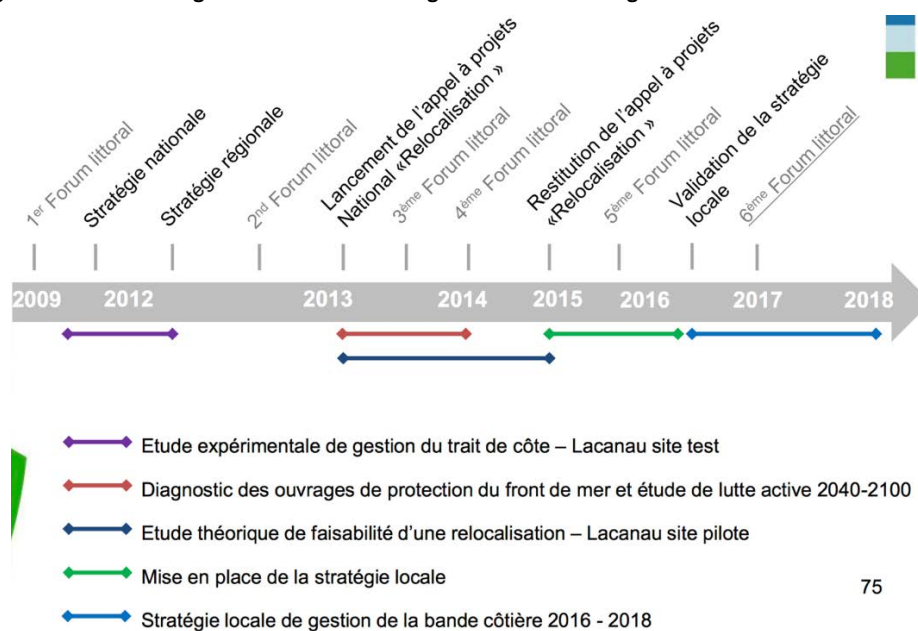 1er Forum littoral
Stratégie nationale
Stratégie régionale
2nd Forum littoral
Lancement de l'appel à projets
National «Relocalisation »
3ème Forum littoral
4ème Forum littoral
Restitution de l'appel à projets
«Relocalisation »
5ème Forum littoral
Validation de la stratégie
locale
6ème Forum littoral
2009 2012 2013 2014 2015 2016 2017 2018
Etude expérimentale de gestion du trait de côte – Lacanau site test
Diagnostic des ouvrages de protection du front de mer et étude de lutte active 2040-2100
Etude théorique de faisabilité d'une relocalisation – Lacanau site pilote
Mise en place de la stratégie locale
75
Stratégie locale de gestion de la bande côtière 2016 - 2018